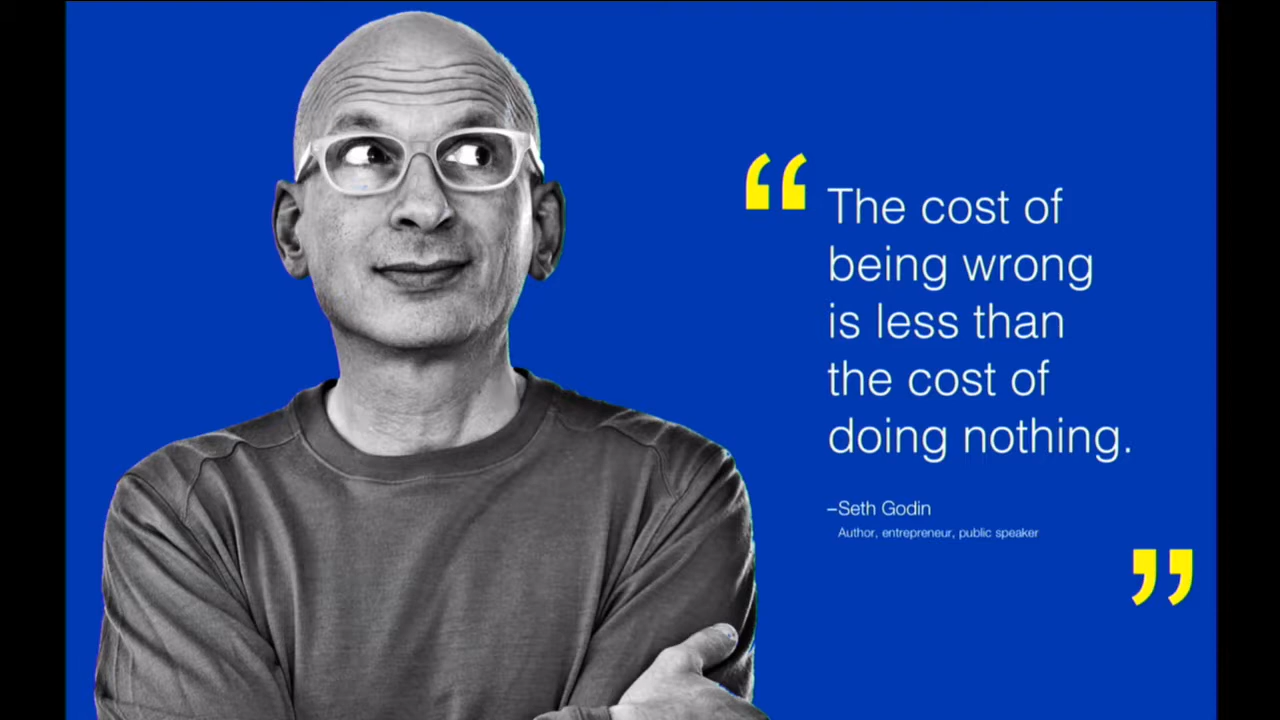 “ The cost of
being wrong
is less than
the cost of
doing nothing.
–Seth Godin
Author, entrepreneur, public speaker
”